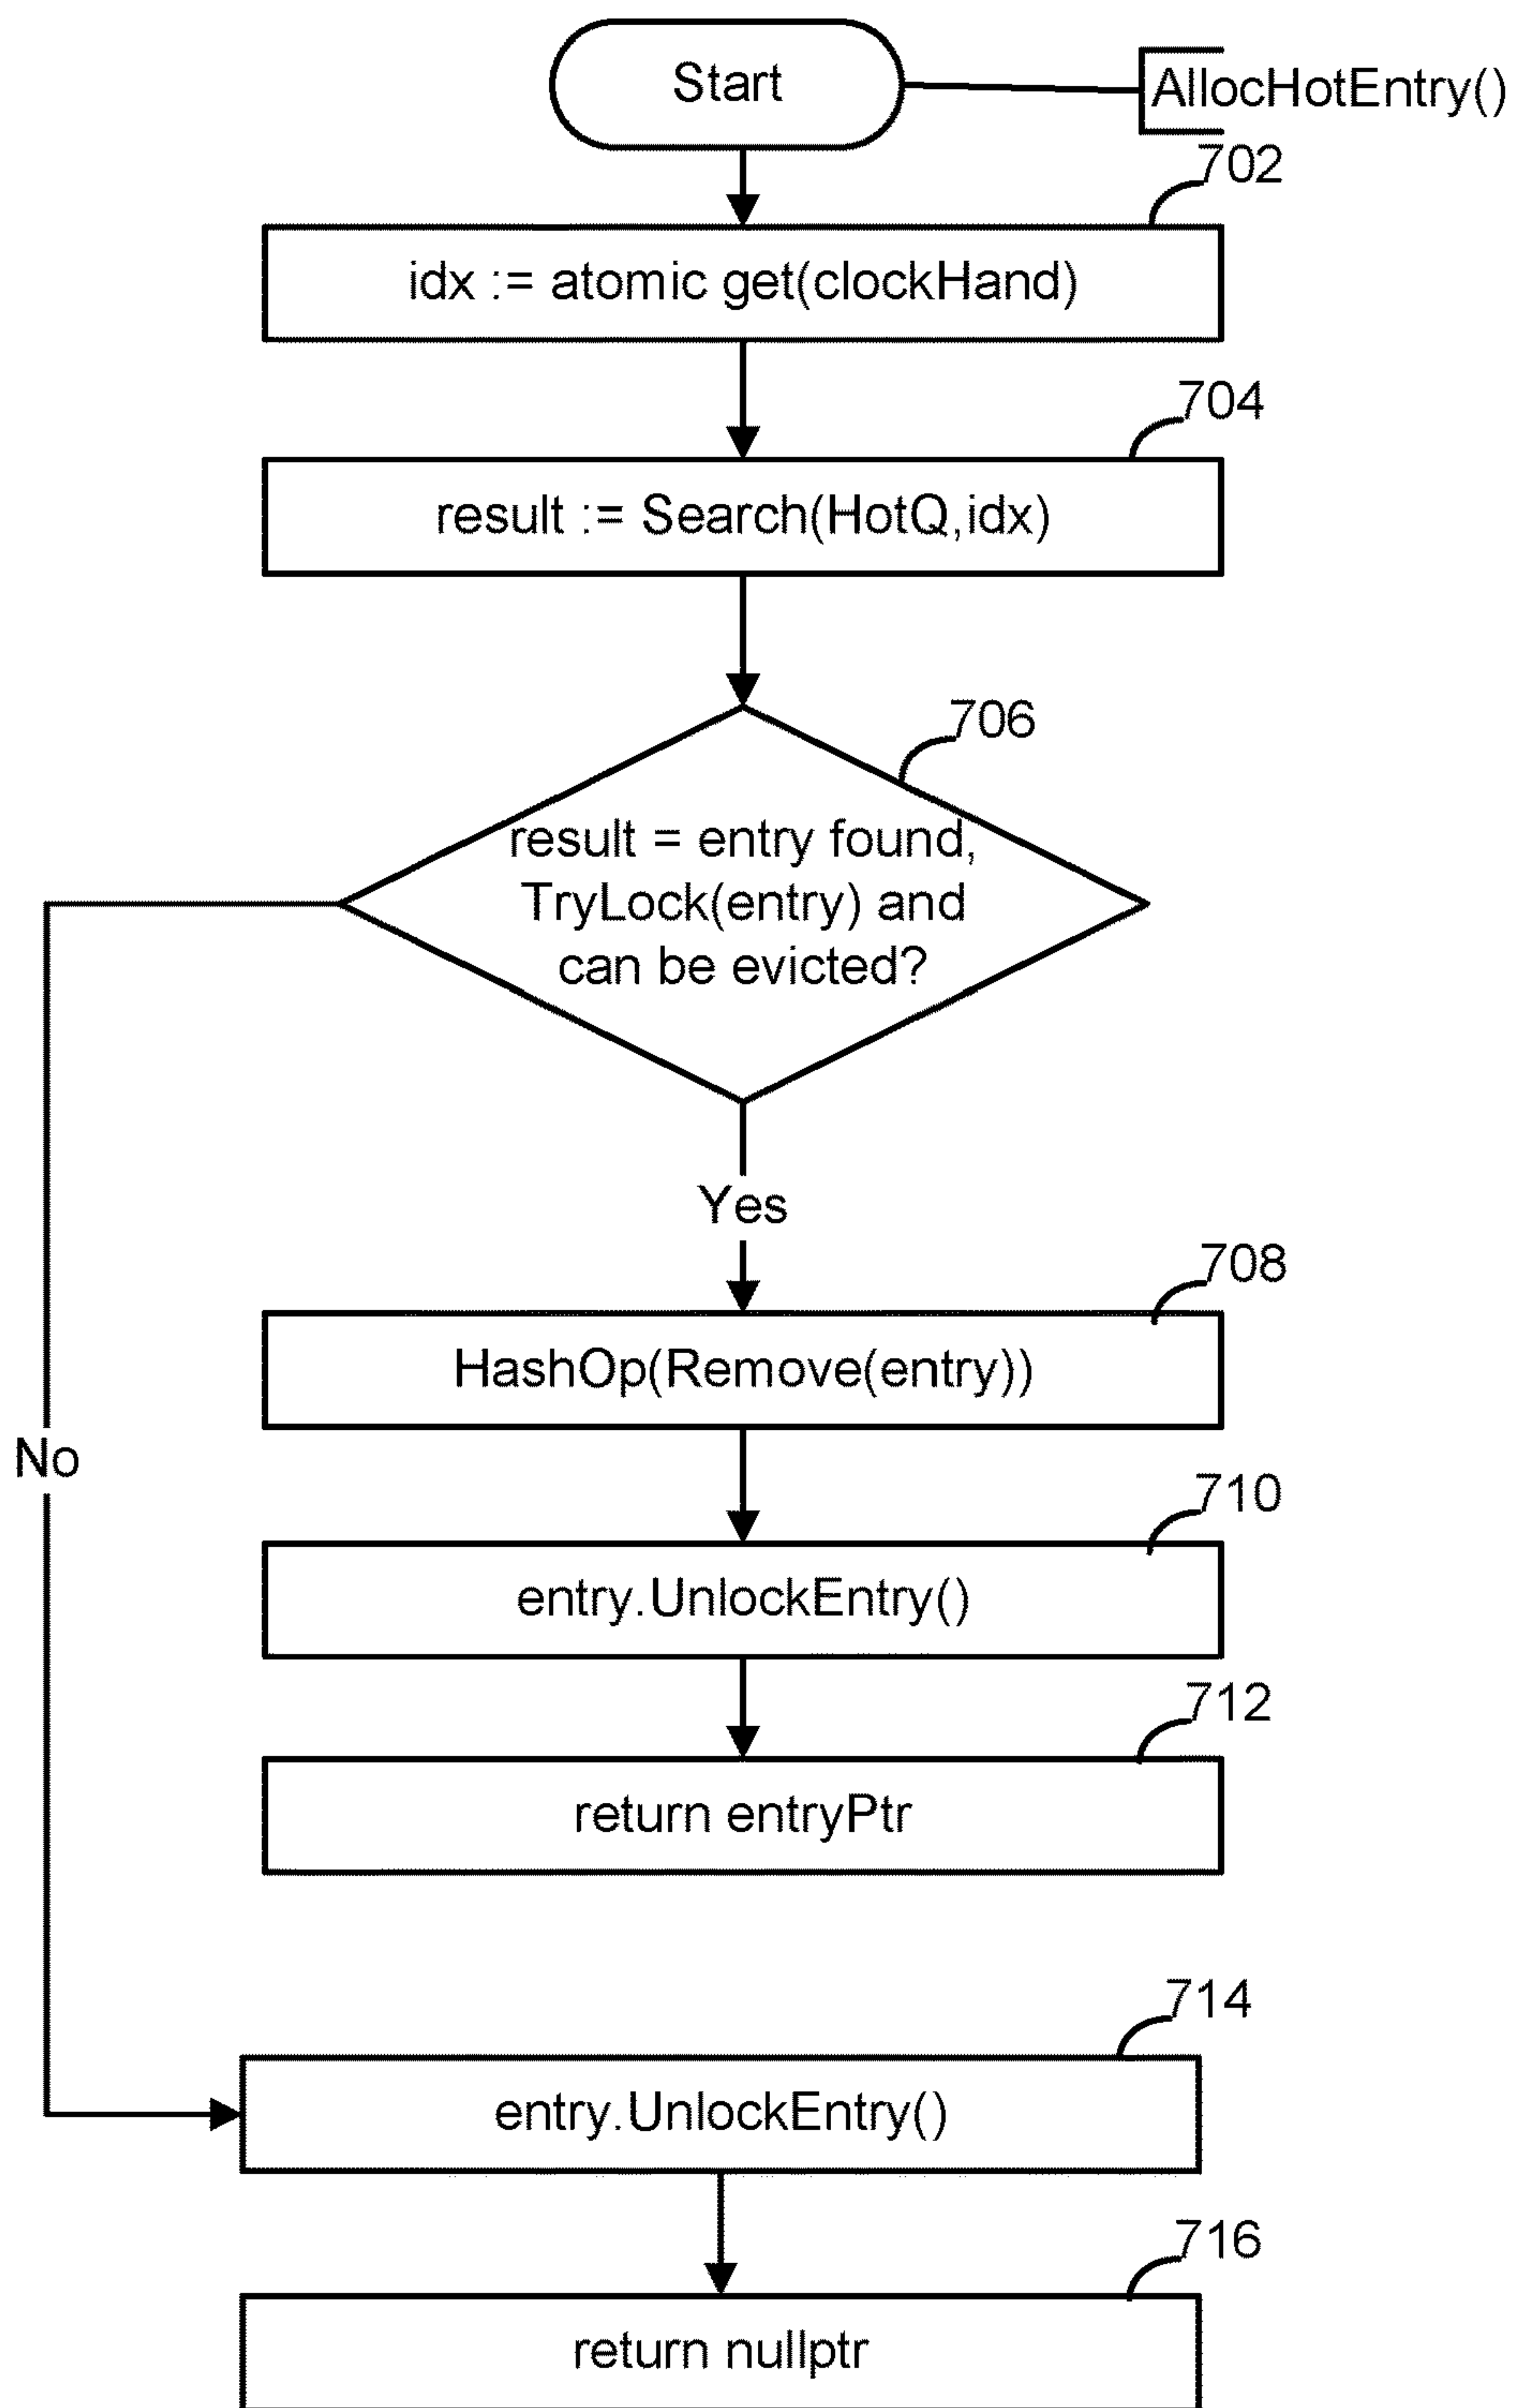 Start
AllocHotEntry()
702
idx := atomic get(clockHand)
704
result := Search(HotQ,idx)
706
result = entry found,
TryLock(entry) and
can be evicted?
Yes
708
HashOp(Remove(entry))
No
710
entry.UnlockEntry()
712
return entryPtr
714
entry.UnlockEntry()
716
return nullptr